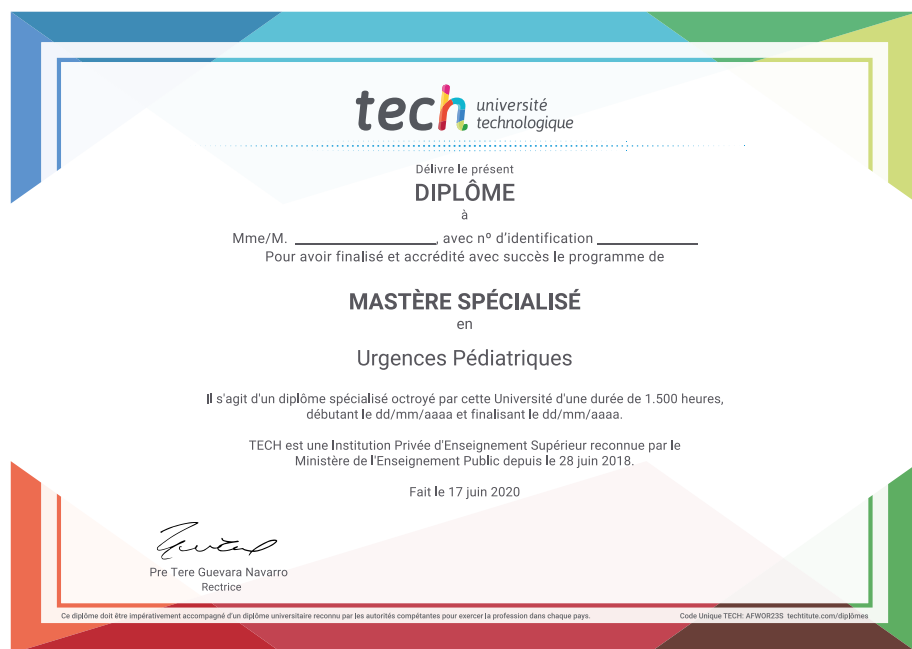 tech université
technologique
Délivre le présent
DIPLÔME
à
Mme/M. , avec nº d'identification
Pour avoir finalisé et accrédité avec succès le programme de
MASTÈRE SPÉCIALISÉ
en
Urgences Pédiatriques
Il s'agit d'un diplôme spécialisé octroyé par cette Université d'une durée de 1.500 heures,
débutant le dd/mm/aaaa et finalisant le dd/mm/aaaa.
TECH est une Institution Privée d'Enseignement Supérieur reconnue par le
Ministère de l'Enseignement Public depuis le 28 juin 2018.
Fait le 17 juin 2020
Pre Tere Guevara Navarro
Rectrice
Ce diplôme doit être impérativement accompagné d'un diplôme universitaire reconnu par les autorités compétantes pour exercer la profession dans chaque pays.
Code Unique TECH: AFWOR23S techtitute.com/diplômes